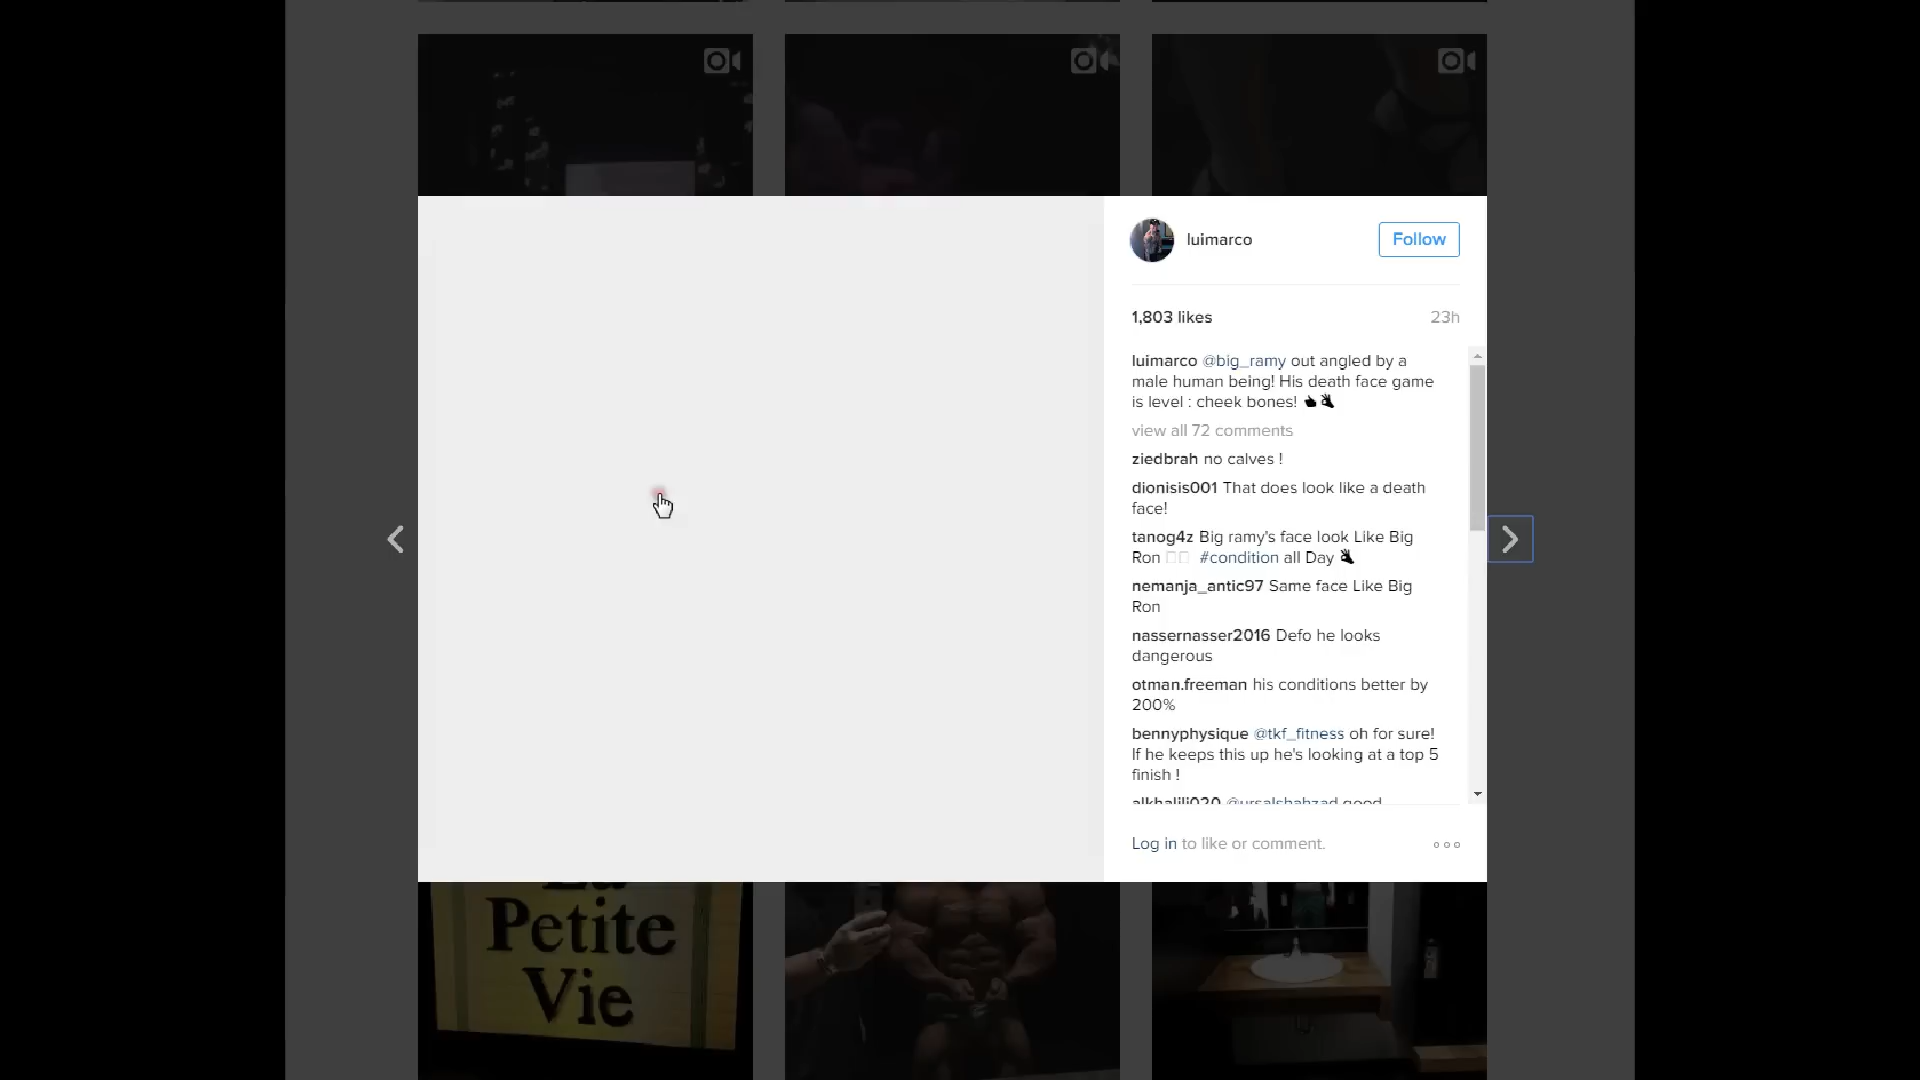 luimarco
Follow
1,803 likes
23h
luimarco @big_ramy out angled by a
male human being! His death face game
is level : cheek bones!
view all 72 comments
ziedbrah no calves !
dionisis001 That does look like a death
face!
tanog4z Big ramy's face look Like Big
Ron #condition all Day
nemanja_antic97 Same face Like Big
Ron
nassernasser2016 Defo he looks
dangerous
otman.freeman his conditions better by
200%
bennyphysique @tkf_fitness oh for sure!
If he keeps this up he's looking at a top 5
finish !
Log in to like or comment.
Petite
Vie